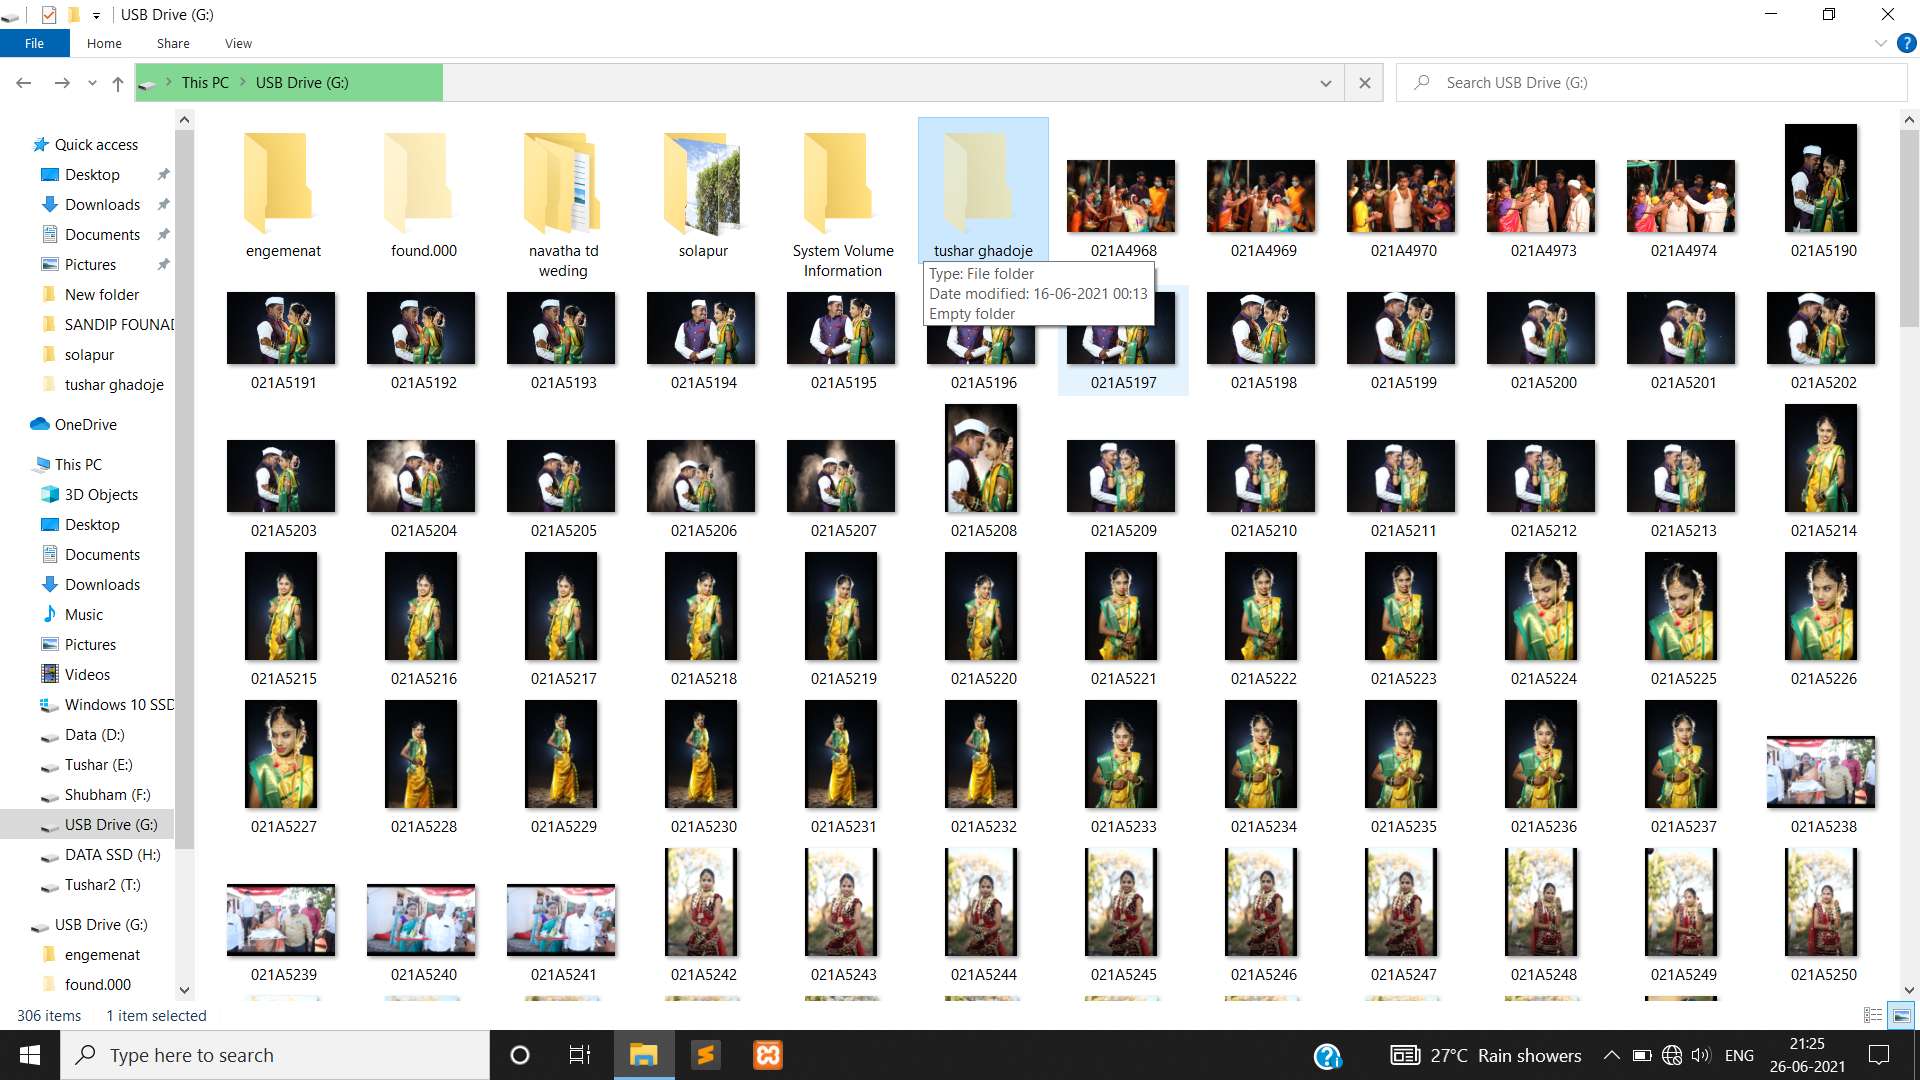 USB Drive (G:)
File Home Share View
This PC USB Drive (G:)
Search USB Drive (G:)
Quick access
Desktop
Downloads
Documents
Pictures
New folder
SANDIP FOUNAD
solapur
tushar ghadoje
OneDrive
This PC
3D Objects
Desktop
Documents
Downloads
Music
Pictures
Videos
Windows 10 SSD
Data (D:)
Tushar (E:)
Shubham (F:)
USB Drive (G:)
DATA SSD (H:)
Tushar2 (T:)
USB Drive (G:)
engemenat
found.000
engemenat found.000 navatha td weding solapur System Volume Information tushar ghadoje 021A4968 021A4969 021A4970 021A4973 021A4974 021A5190
Type: File folder
Date modified: 16-06-2021 00:13
Empty folder
021A5191 021A5192 021A5193 021A5194 021A5195 021A5196 021A5197 021A5198 021A5199 021A5200 021A5201 021A5202
021A5203 021A5204 021A5205 021A5206 021A5207 021A5208 021A5209 021A5210 021A5211 021A5212 021A5213 021A5214
021A5215 021A5216 021A5217 021A5218 021A5219 021A5220 021A5221 021A5222 021A5223 021A5224 021A5225 021A5226
021A5227 021A5228 021A5229 021A5230 021A5231 021A5232 021A5233 021A5234 021A5235 021A5236 021A5237 021A5238
021A5239 021A5240 021A5241 021A5242 021A5243 021A5244 021A5245 021A5246 021A5247 021A5248 021A5249 021A5250
306 items 1 item selected
Type here to search
27°C Rain showers
ENG
21:25
26-06-2021